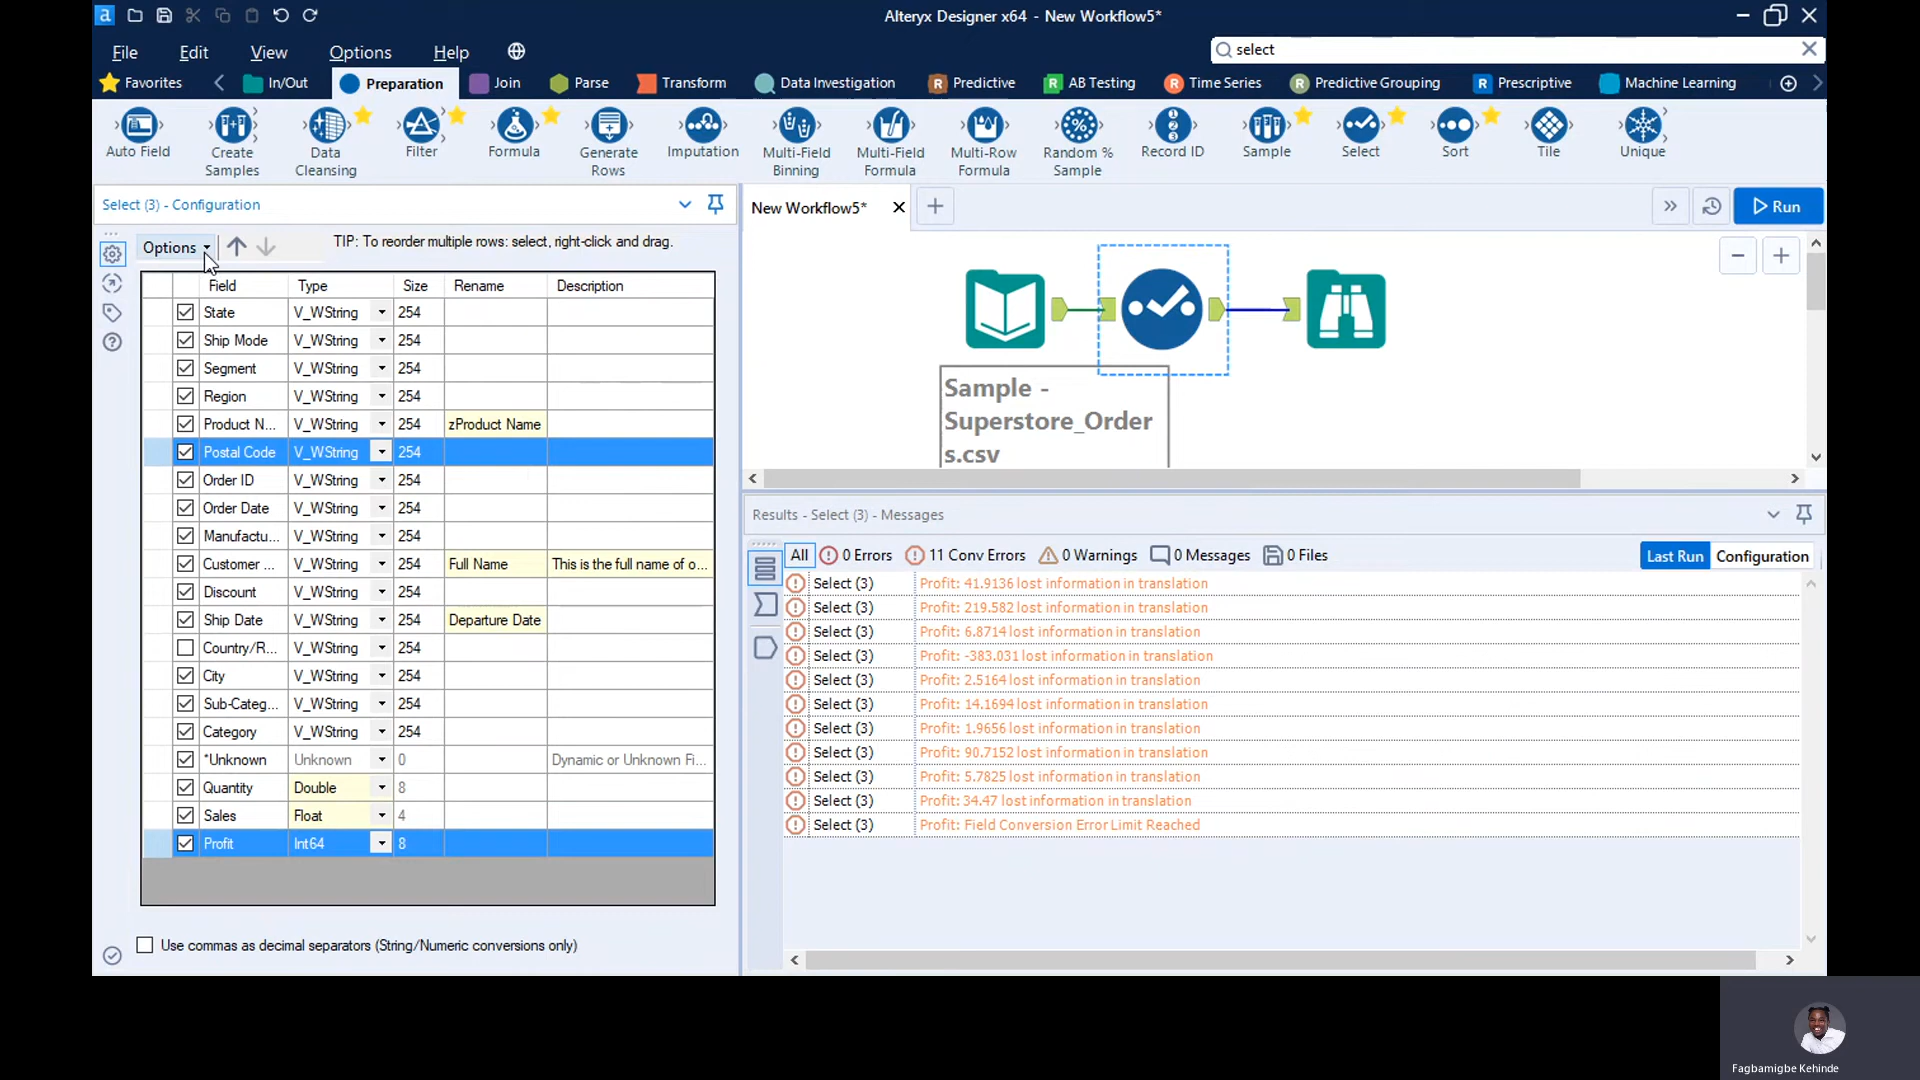 a
Alteryx Designer x64 - New Workflow5*
File Edit View Options Help
select
Favorites In/Out Preparation Join Parse Transform Data Investigation R Predictive R AB Testing R Time Series R Predictive Grouping R Prescriptive Machine Learning
Auto Field
Create Samples
Data Cleansing
Filter
Formula
Generate Rows
Imputation
Multi-Field Binning
Multi-Field Formula
Multi-Row Formula
Random % Sample
Record ID
Sample
Select
Sort
Tile
Unique
Select (3) - Configuration
Options
TIP: To reorder multiple rows: select, right-click and drag.
Field Type Size Rename Description
State V_WString 254
Ship Mode V_WString 254
Segment V_WString 254
Region V_WString 254
Product N... V_WString 254 zProduct Name
Postal Code V_WString 254
Order ID V_WString 254
Order Date V_WString 254
Manufactu... V_WString 254
Customer ... V_WString 254 Full Name This is the full name of o...
Discount V_WString 254
Ship Date V_WString 254 Departure Date
Country/R... V_WString 254
City V_WString 254
Sub-Categ... V_WString 254
Category V_WString 254
*Unknown Unknown 0 Dynamic or Unknown Fi...
Quantity Double 8
Sales Float 4
Profit Int64 8
Use commas as decimal separators (String/Numeric conversions only)
New Workflow5*
Run
Sample -
Superstore_Order
s.csv
Results - Select (3) - Messages
All 0 Errors 11 Conv Errors 0 Warnings 0 Messages 0 Files Last Run Configuration
Select (3) Profit: 41.9136 lost information in translation
Select (3) Profit: 219.582 lost information in translation
Select (3) Profit: 6.8714 lost information in translation
Select (3) Profit: -383.031 lost information in translation
Select (3) Profit: 2.5164 lost information in translation
Select (3) Profit: 14.1694 lost information in translation
Select (3) Profit: 1.9656 lost information in translation
Select (3) Profit: 90.7152 lost information in translation
Select (3) Profit: 5.7825 lost information in translation
Select (3) Profit: 34.47 lost information in translation
Select (3) Profit: Field Conversion Error Limit Reached
Fagbamigbe Kehinde